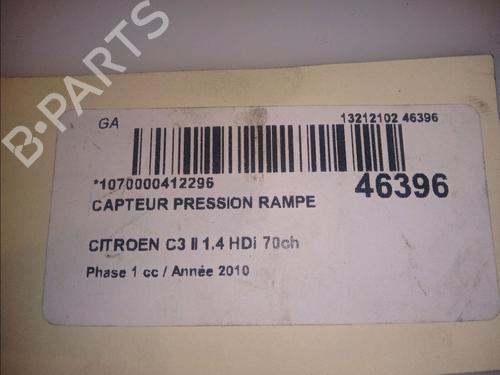 GA
13212102 46396
*1070000412296
46396
CAPTEUR PRESSION RAMPE
CITROEN C3 II 1.4 HDi 70ch
Phase 1 cc / Année 2010
B-PARTS